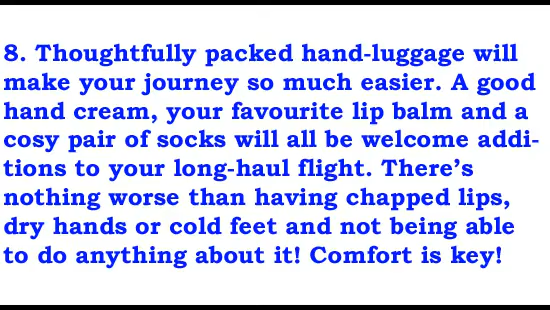 8. Thoughtfully packed hand-luggage will
make your journey so much easier. A good
hand cream, your favourite lip balm and a
cosy pair of socks will all be welcome addi-
tions to your long-haul flight. There’s
nothing worse than having chapped lips,
dry hands or cold feet and not being able
to do anything about it! Comfort is key!